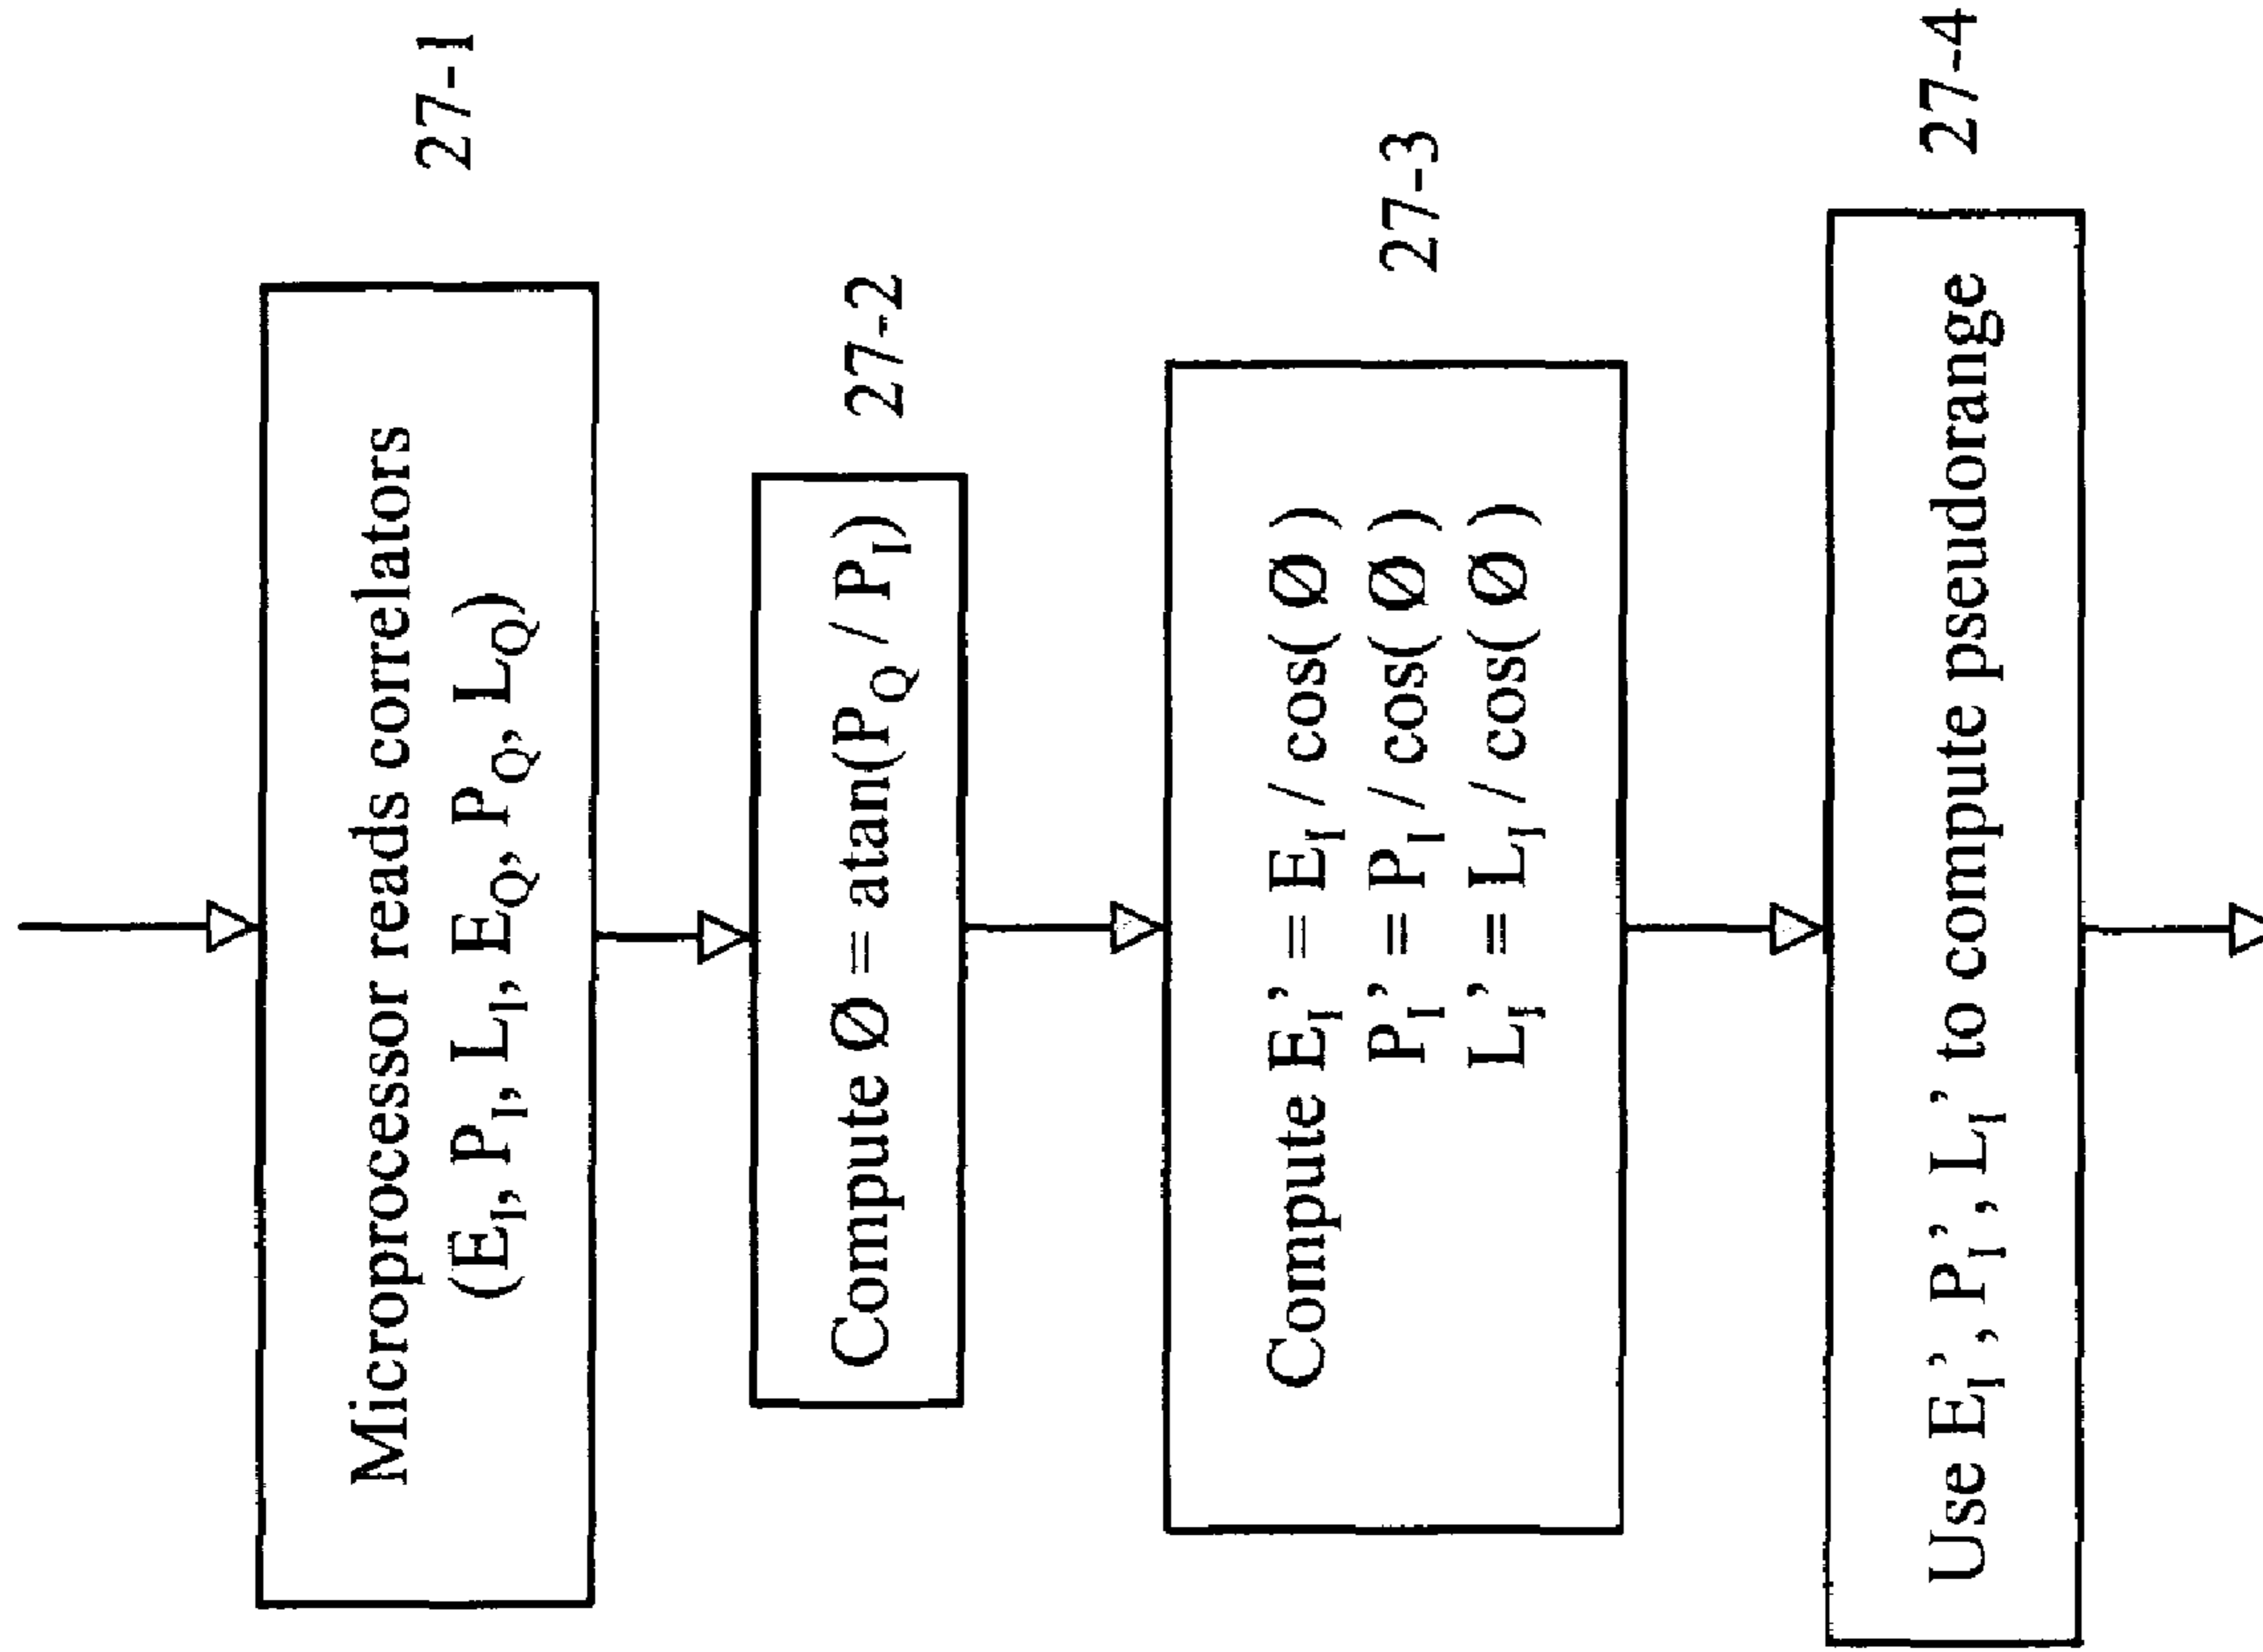 Microprocessor reads correlators
(E_I, P_I, L_I, E_Q, P_Q, L_Q)
27-1
Compute Ø = atan(P_Q / P_I)
27-2
Compute E_I’ = E_I / cos( Ø )
P_I’ = P_I / cos( Ø )
L_I’ = L_I / cos( Ø )
27-3
Use E_I’, P_I’, L_I’ to compute pseudorange
27-4